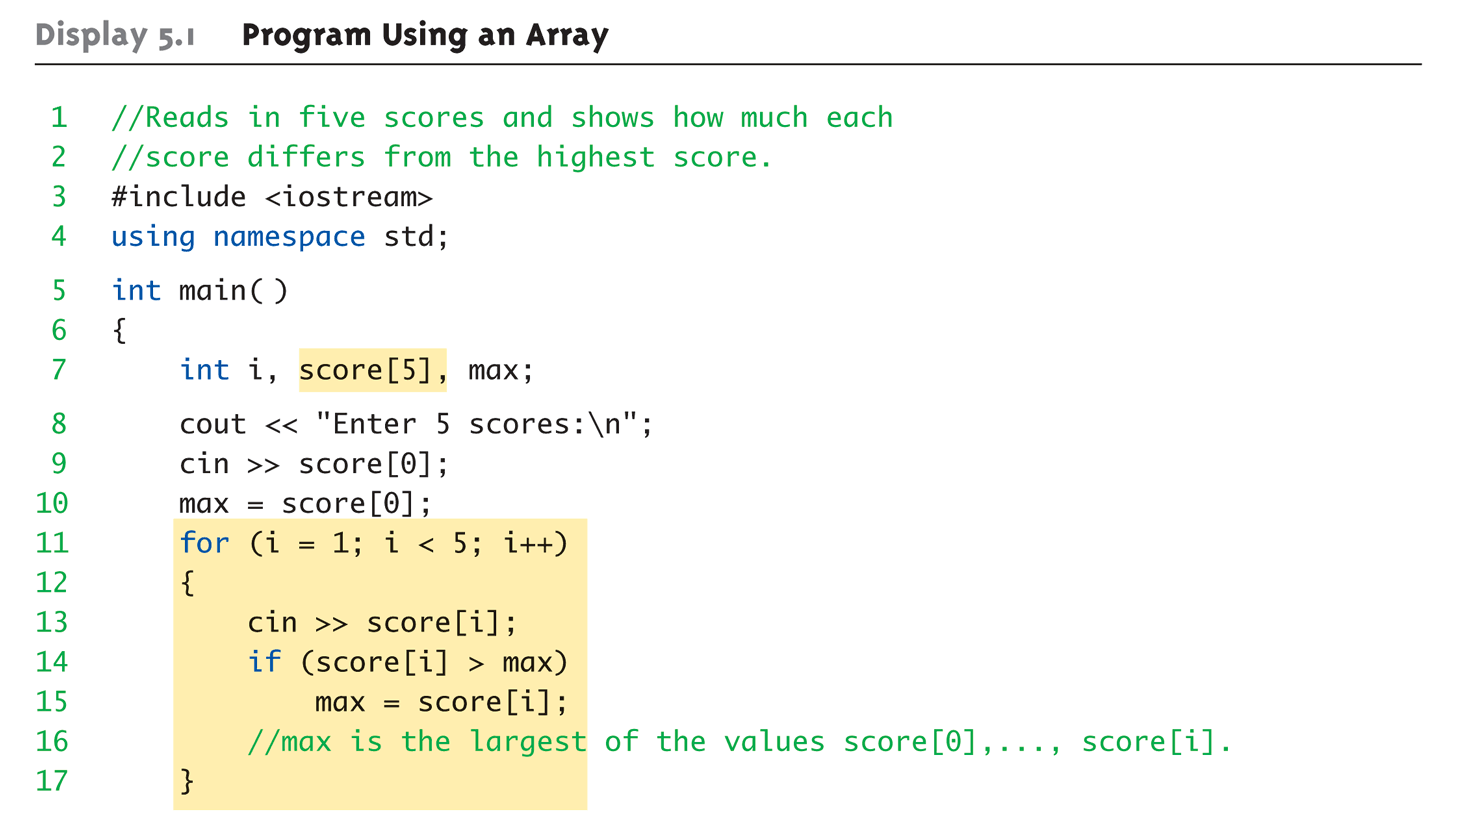 Display 5.1 Program Using an Array
1 //Reads in five scores and shows how much each
2 //score differs from the highest score.
3 #include <iostream>
4 using namespace std;
5 int main( )
6 {
7     int i, score[5], max;
8     cout << "Enter 5 scores:\n";
9     cin >> score[0];
10     max = score[0];
11     for (i = 1; i < 5; i++)
12     {
13         cin >> score[i];
14         if (score[i] > max)
15             max = score[i];
16         //max is the largest of the values score[0],..., score[i].
17     }